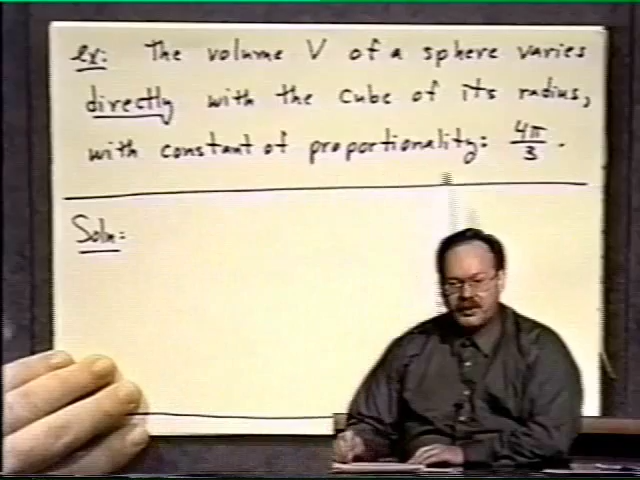 ex: The volume V of a sphere varies
directly with the cube of its radius,
with constant of proportionality: 4π/3.
Soln: